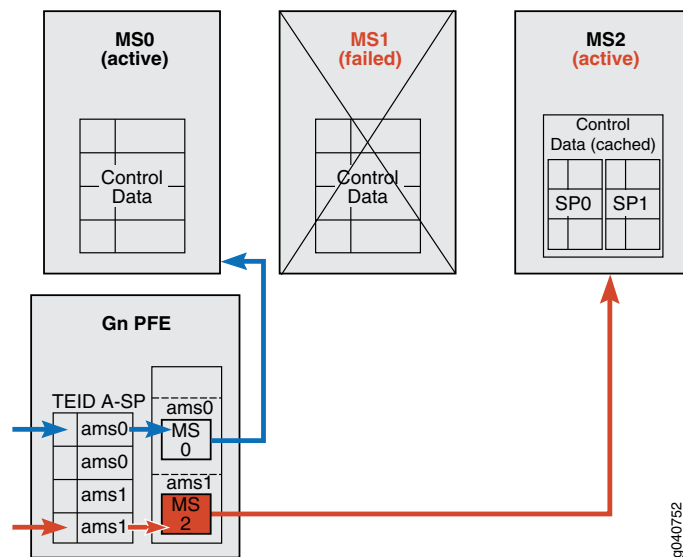 MS0
(active)
Control
Data
MS1
(failed)
Control
Data
MS2
(active)
Control
Data (cached)
SP0
SP1
Gn PFE
TEID A-SP
ams0
ams0
ams1
ams1
ams0
MS
0
ams1
MS
2
g040752